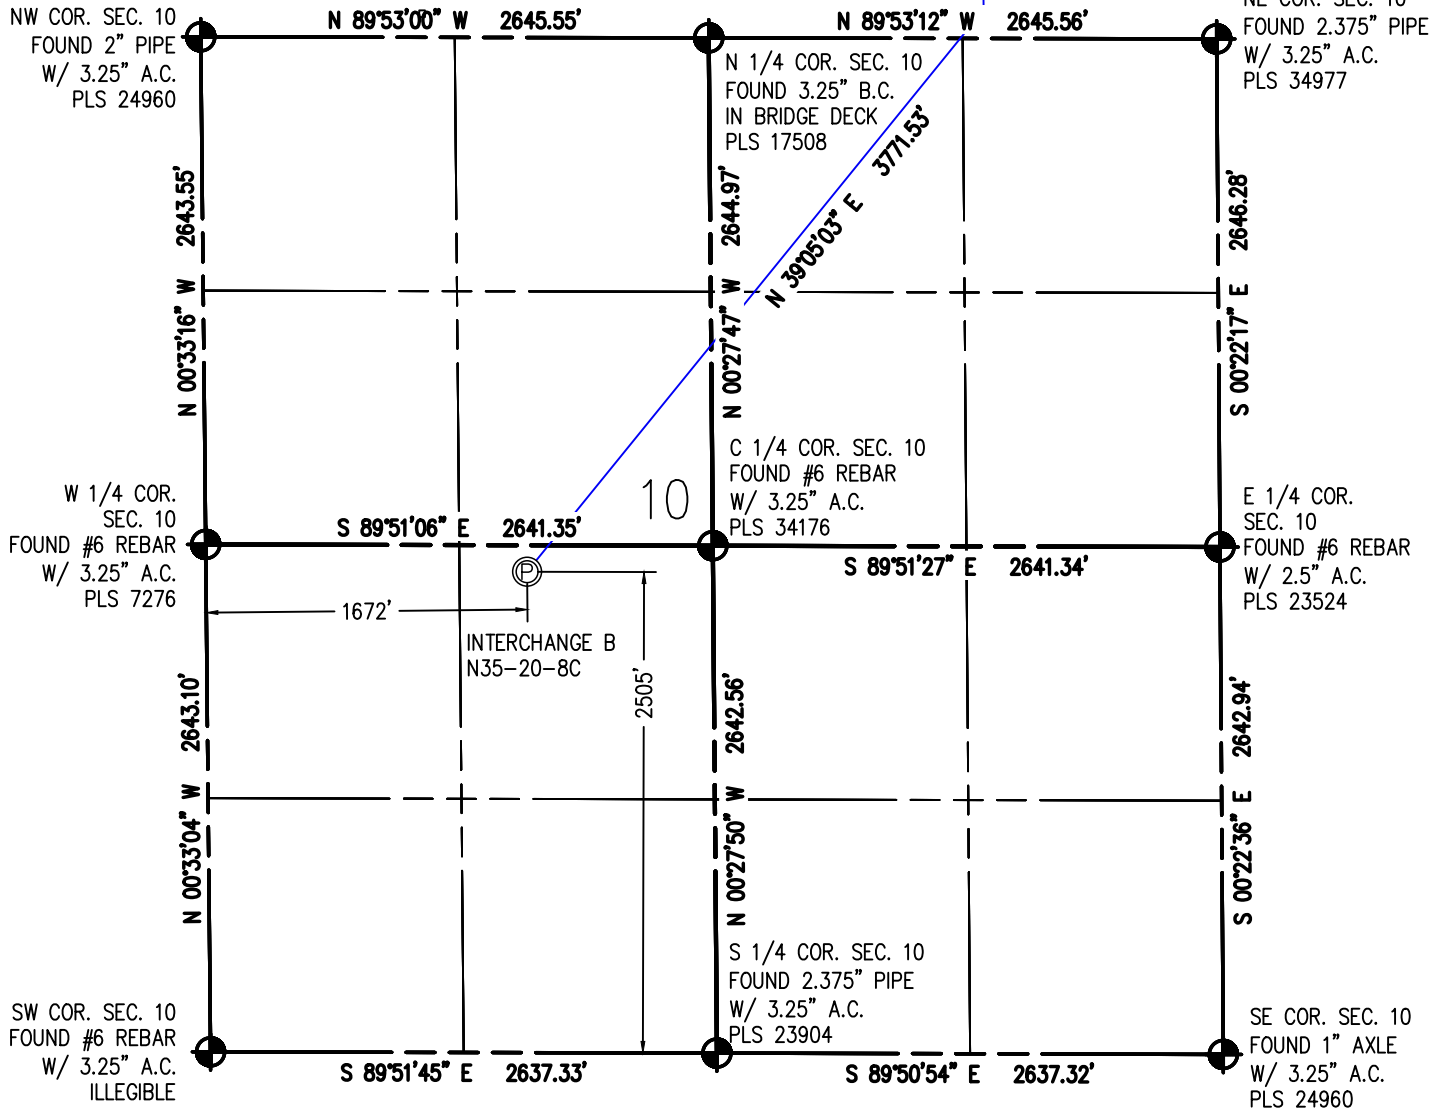 NW COR. SEC. 10
FOUND 2" PIPE
W/ 3.25" A.C.
PLS 24960
N 89°53'00" W 2645.55'
N 89°53'12" W 2645.56'
NE COR. SEC. 10
FOUND 2.375" PIPE
W/ 3.25" A.C.
PLS 34977
N 1/4 COR. SEC. 10
FOUND 3.25" B.C.
IN BRIDGE DECK
PLS 17508
N 39°05'03" E 3771.53'
N 00°33'16" W 2643.55'
N 00°27'47" W 2644.97'
S 00°22'17" E 2646.28'
W 1/4 COR.
SEC. 10
FOUND #6 REBAR
W/ 3.25" A.C.
PLS 7276
S 89°51'06" E 2641.35'
10
C 1/4 COR. SEC. 10
FOUND #6 REBAR
W/ 3.25" A.C.
PLS 34176
S 89°51'27" E 2641.34'
E 1/4 COR.
SEC. 10
FOUND #6 REBAR
W/ 2.5" A.C.
PLS 23524
P
1672'
INTERCHANGE B
N35-20-8C
2505'
N 00°33'04" W 2643.10'
N 00°27'50" W 2642.56'
S 00°22'36" E 2642.94'
SW COR. SEC. 10
FOUND #6 REBAR
W/ 3.25" A.C.
ILLEGIBLE
S 89°51'45" E 2637.33'
S 1/4 COR. SEC. 10
FOUND 2.375" PIPE
W/ 3.25" A.C.
PLS 23904
S 89°50'54" E 2637.32'
SE COR. SEC. 10
FOUND 1" AXLE
W/ 3.25" A.C.
PLS 24960